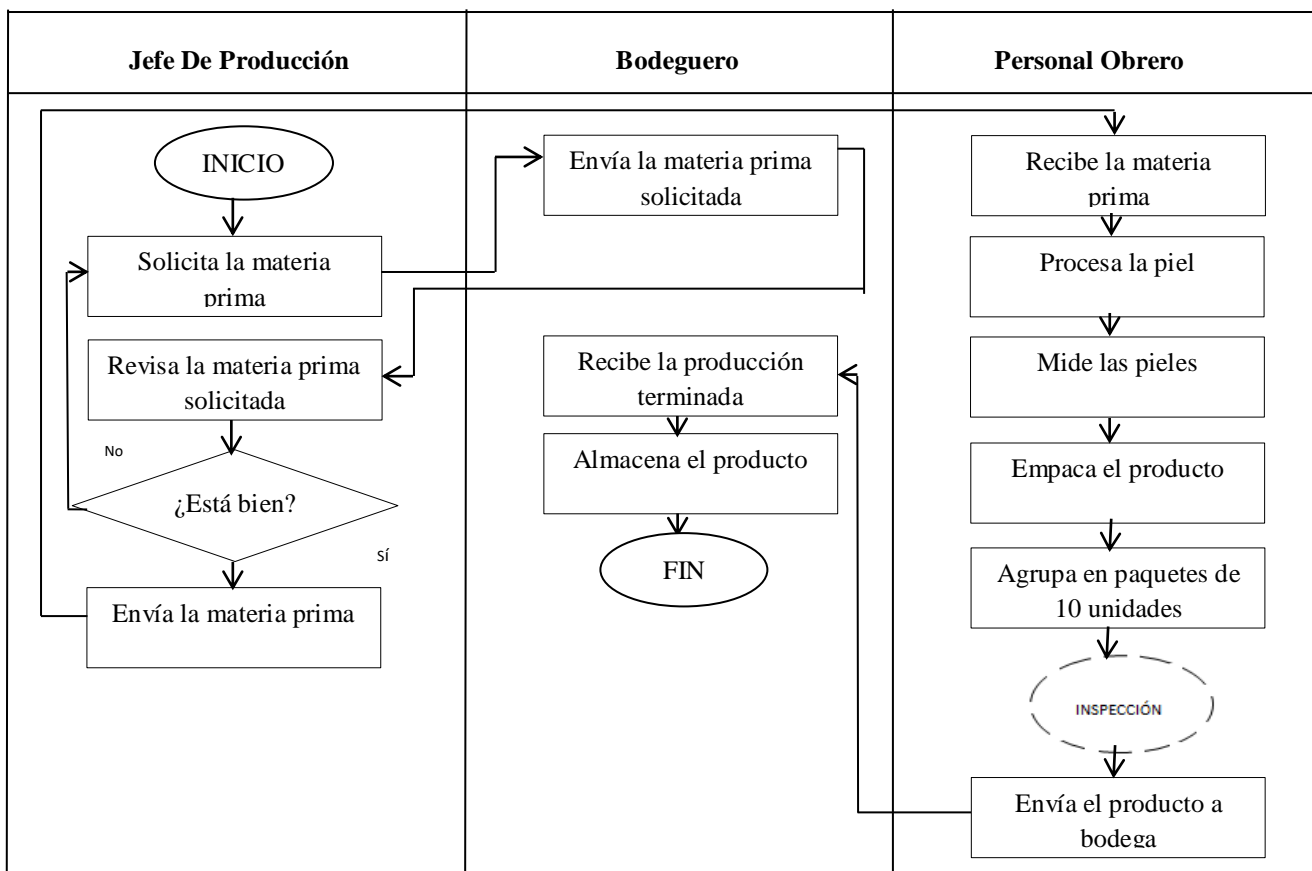 Jefe De Producción
Bodeguero
Personal Obrero
INICIO
Solicita la materia
prima
Revisa la materia prima
solicitada
No
¿Está bien?
SÍ
Envía la materia prima
Envía la materia prima
solicitada
Recibe la producción
terminada
Almacena el producto
FIN
Recibe la materia
prima
Procesa la piel
Mide las pieles
Empaca el producto
Agrupa en paquetes de
10 unidades
INSPECCIÓN
Envía el producto a
bodega